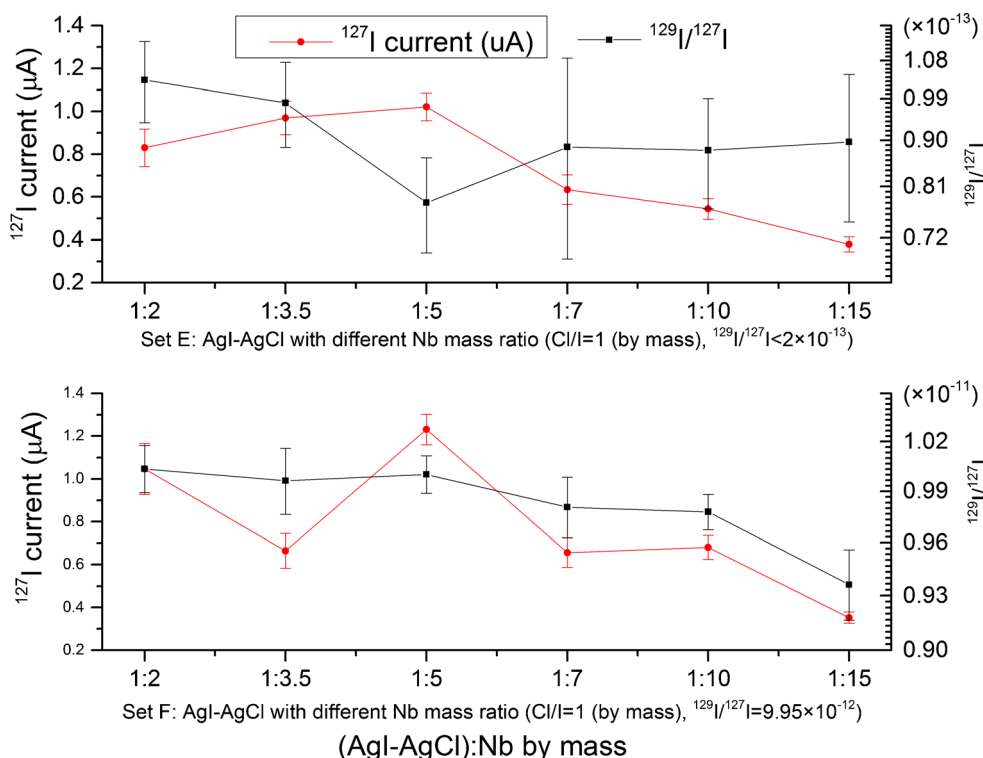 1.4
1.2
1.0
0.8
0.6
0.4
0.2
¹²⁷I current (μA)
¹²⁷I current (uA)
¹²⁹I/¹²⁷I
(×10⁻¹³)
1.08
0.99
0.90
0.81
0.72
¹²⁹I/¹²⁷I
1:2 1:3.5 1:5 1:7 1:10 1:15
Set E: AgI-AgCl with different Nb mass ratio (Cl/I=1 (by mass), ¹²⁹I/¹²⁷I<2×10⁻¹³)
1.4
1.2
1.0
0.8
0.6
0.4
0.2
¹²⁷I current (μA)
(×10⁻¹¹)
1.02
0.99
0.96
0.93
0.90
¹²⁹I/¹²⁷I
1:2 1:3.5 1:5 1:7 1:10 1:15
Set F: AgI-AgCl with different Nb mass ratio (Cl/I=1 (by mass), ¹²⁹I/¹²⁷I=9.95×10⁻¹²)
(AgI-AgCl):Nb by mass